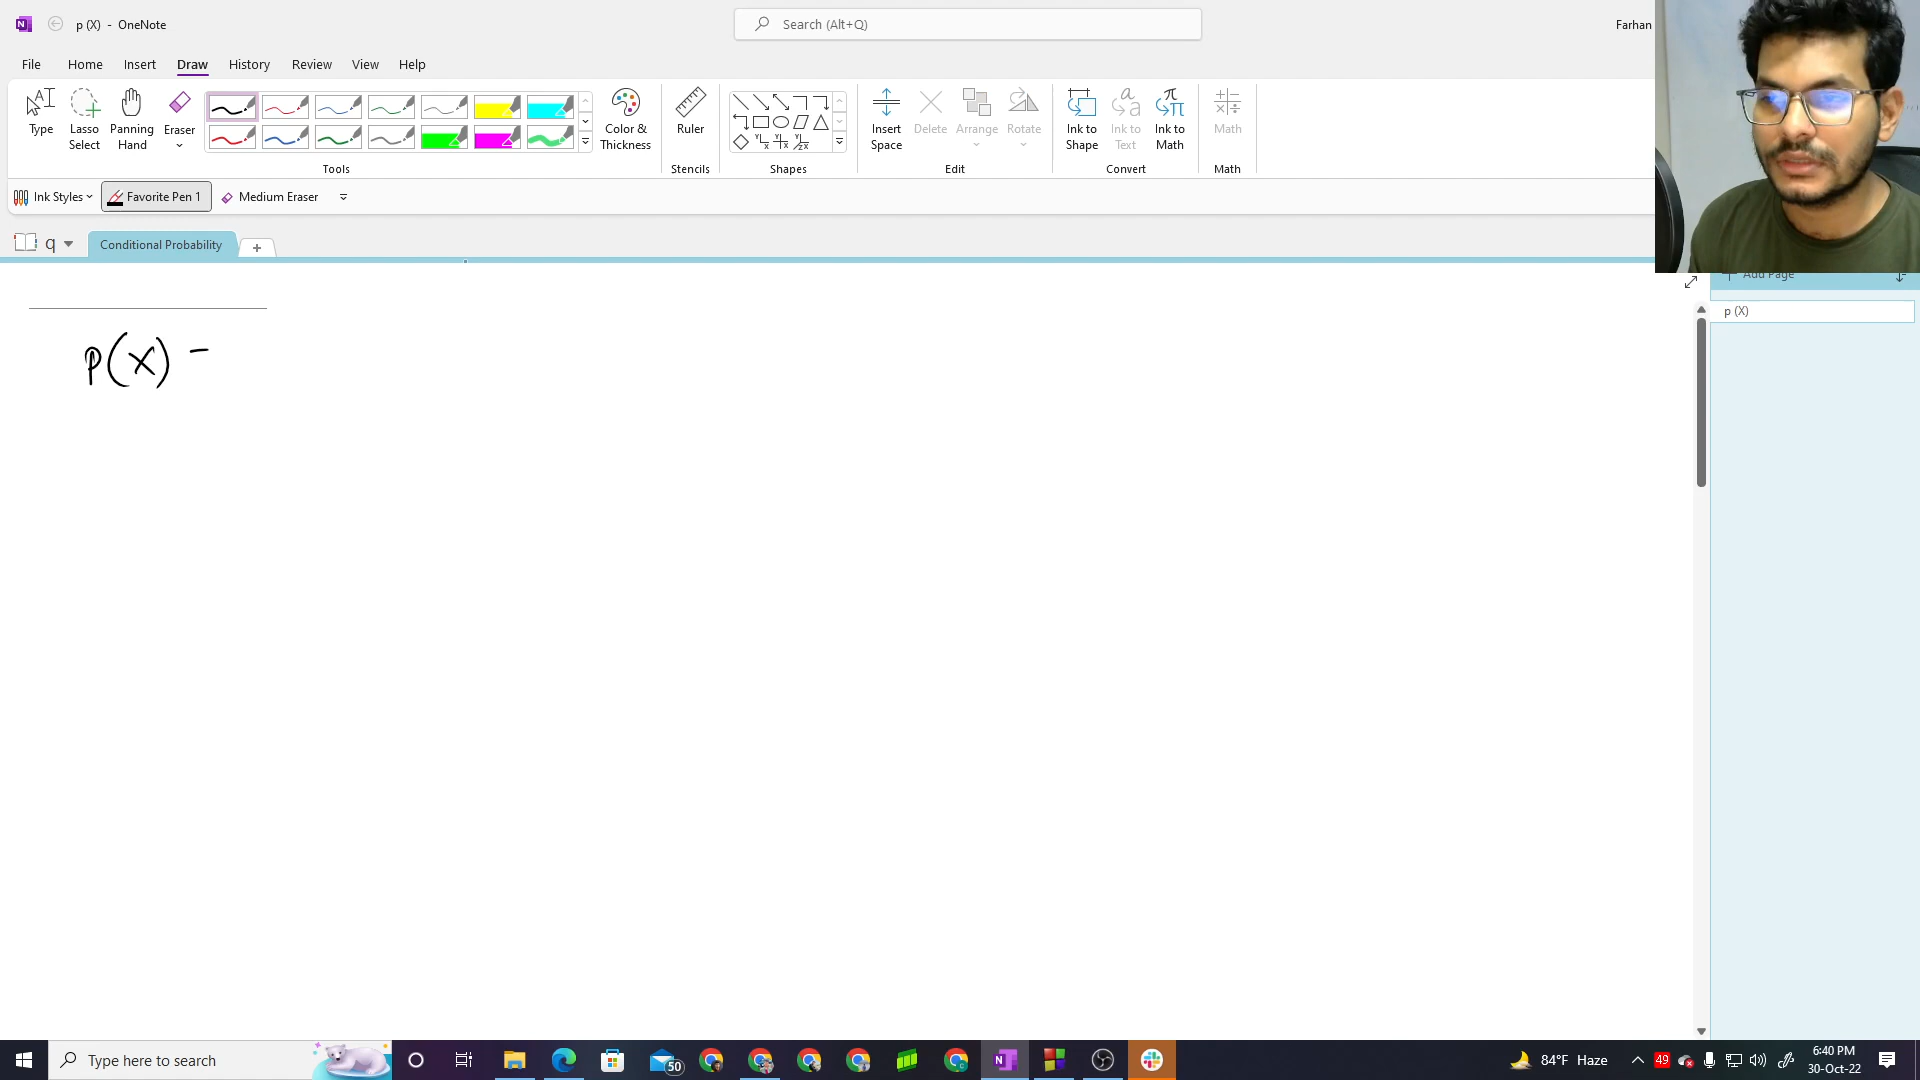 p (X) - OneNote
Search (Alt+Q)
Farhan
File Home Insert Draw History Review View Help
Type
Lasso Select
Panning Hand
Eraser
Color & Thickness
Ruler
Insert Space
Delete
Arrange
Rotate
Ink to Shape
Ink to Text
Ink to Math
Math
Tools
Stencils
Shapes
Edit
Convert
Math
Ink Styles
Favorite Pen 1
Medium Eraser
q
Conditional Probability
Add Page
p (X)
p(X) -
Type here to search
50
84°F Haze
49
6:40 PM
30-Oct-22